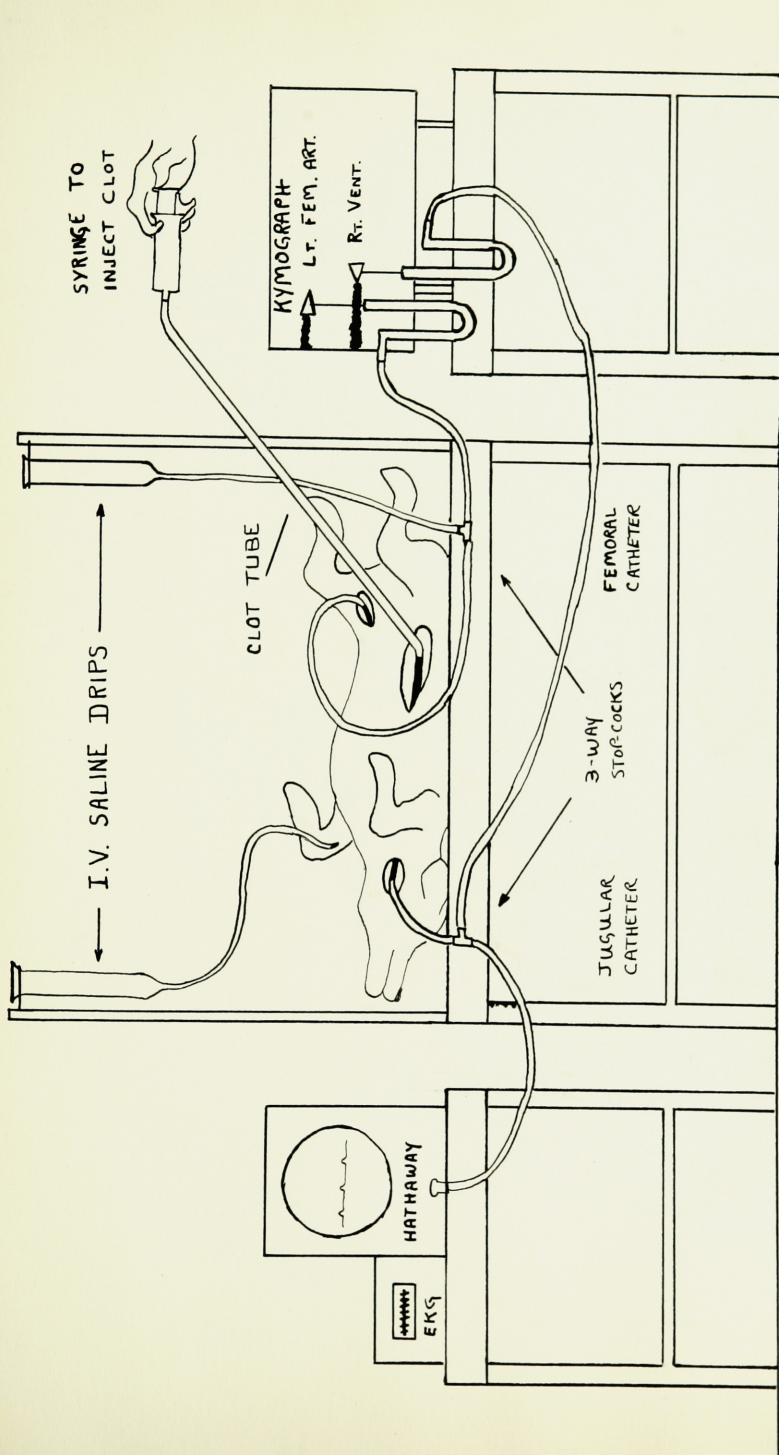 SYRINGE TO
INJECT CLOT
I.V. SALINE DRIPS
CLOT TUBE
KYMOGRAPH
LT. FEM. ART.
RT. VENT.
HATHAWAY
EKG
JUGULAR
CATHETER
3-WAY
STOP-COCKS
FEMORAL
CATHETER